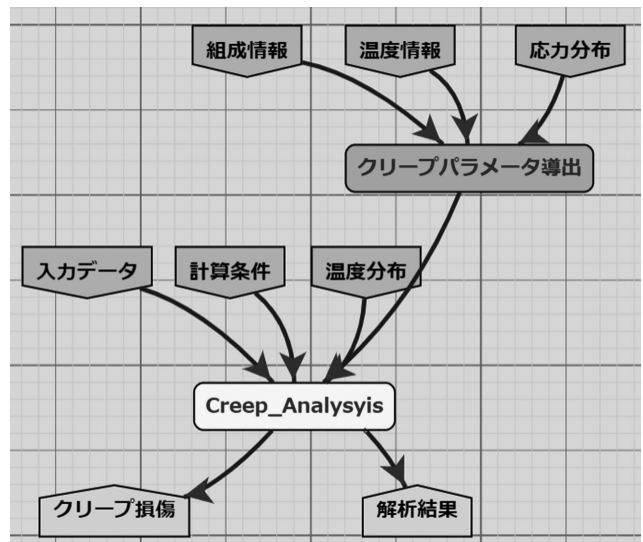 組成情報
温度情報
応力分布
クリープパラメータ導出
入力データ
計算条件
温度分布
Creep_Analysyis
クリープ損傷
解析結果